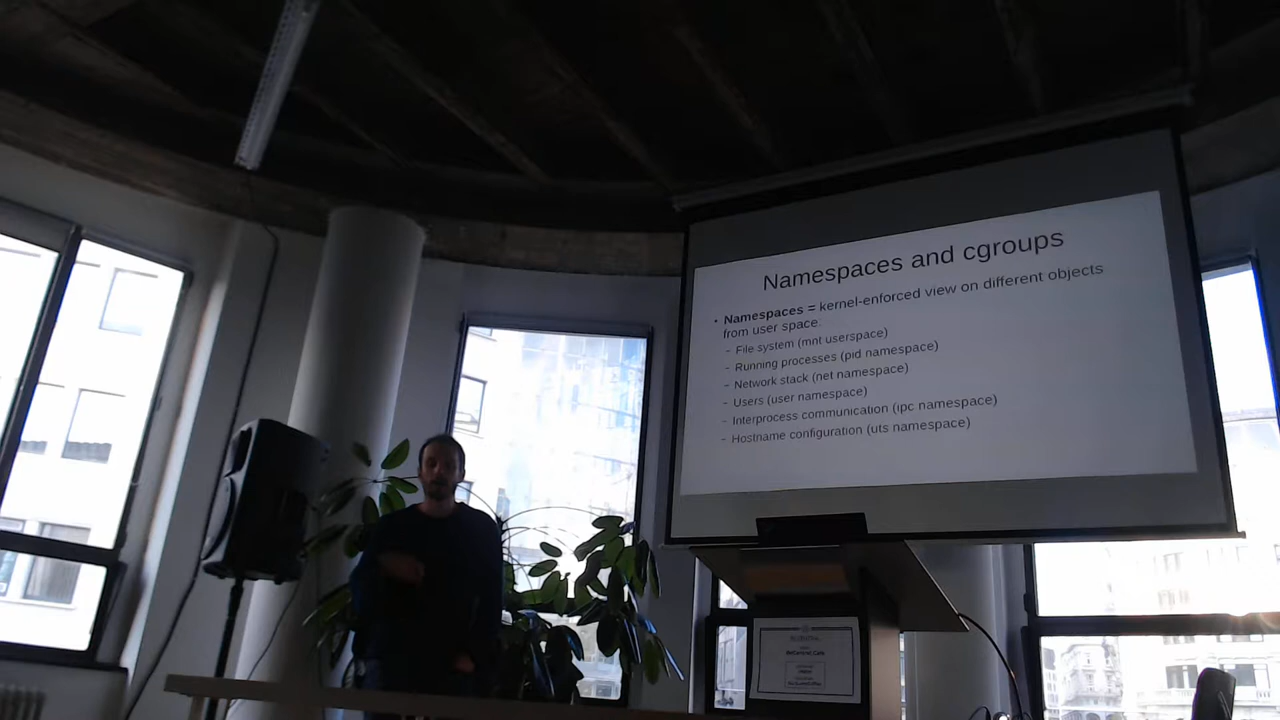 Namespaces and cgroups
• Namespaces = kernel-enforced view on different objects
from user space:
– File system (mnt userspace)
– Running processes (pid namespace)
– Network stack (net namespace)
– Users (user namespace)
– Interprocess communication (ipc namespace)
– Hostname configuration (uts namespace)